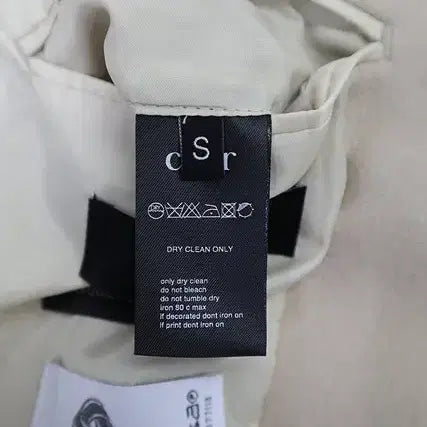 S
c r
DRY CLEAN ONLY
only dry clean
do not bleach
do not tumble dry
iron 80 c max
if decorated dont iron on
if print dont iron on